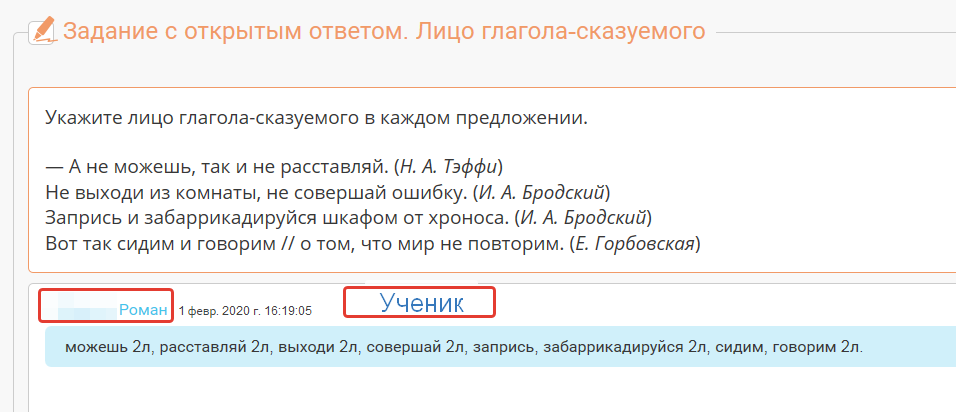 Задание с открытым ответом. Лицо глагола-сказуемого
Укажите лицо глагола-сказуемого в каждом предложении.
— А не можешь, так и не расставляй. (Н. А. Тэффи)
Не выходи из комнаты, не совершай ошибку. (И. А. Бродский)
Запрись и забаррикадируйся шкафом от хроноса. (И. А. Бродский)
Вот так сидим и говорим // о том, что мир не повторим. (Е. Горбовская)
Роман 1 февр. 2020 г. 16:19:05 Ученик
можешь 2л, расставляй 2л, выходи 2л, совершай 2л, запрись, забаррикадируйся 2л, сидим, говорим 2л.